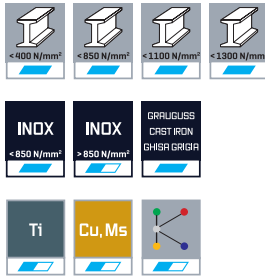 <400 N/mm²
<850 N/mm²
<1100 N/mm²
<1300 N/mm²
INOX
<850 N/mm²
INOX
>850 N/mm²
GRAUGUSS
CAST IRON
GHISA GRIGIA
Ti
Cu, Ms